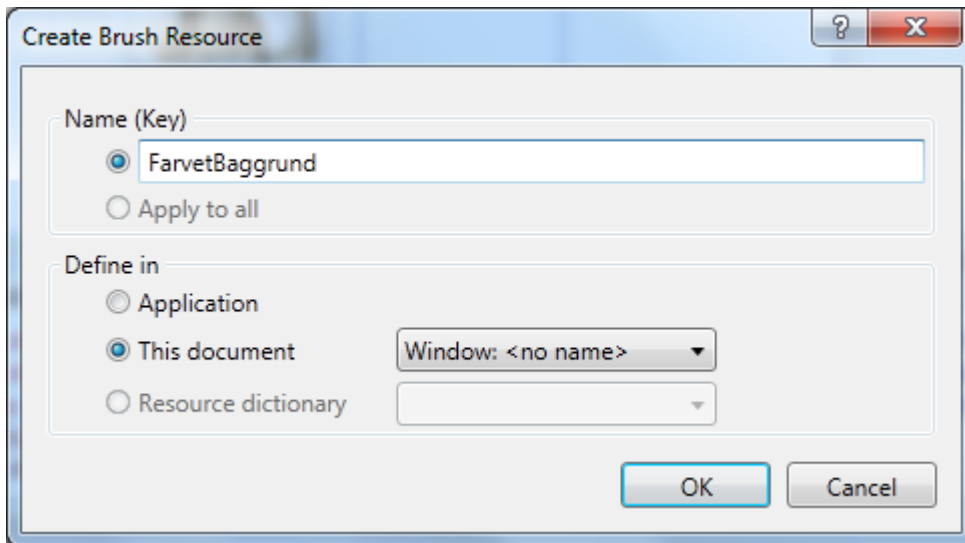 Create Brush Resource
Name (Key)
FarvetBaggrund
Apply to all
Define in
Application
This document Window: <no name>
Resource dictionary
OK Cancel